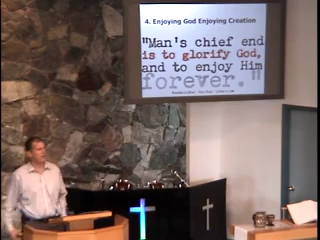 4. Enjoying God Enjoying Creation
"Man's chief end
is to glorify God,
and to enjoy Him
forever."